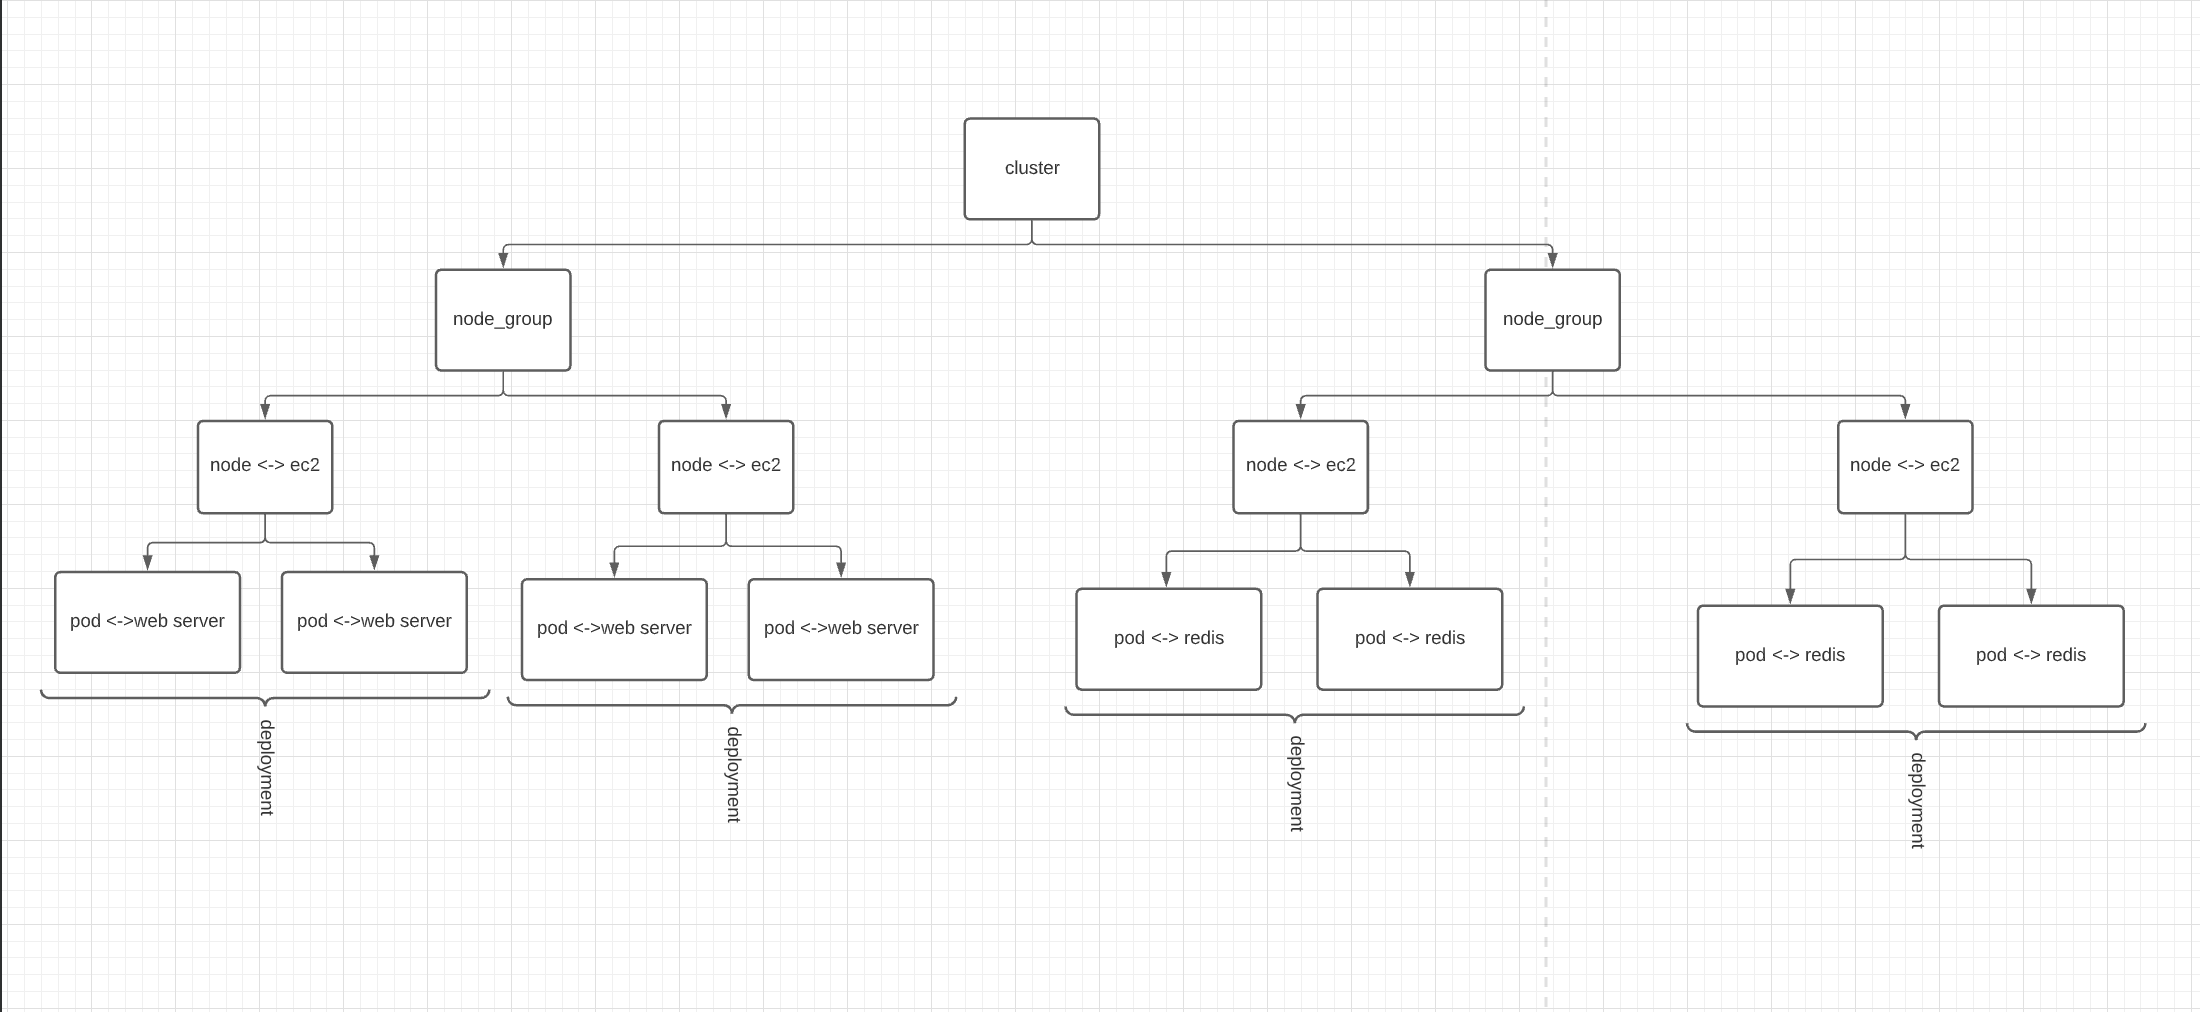 cluster
node_group
node_group
node <-> ec2
node <-> ec2
node <-> ec2
node <-> ec2
pod <->web server
pod <->web server
pod <->web server
pod <->web server
pod <-> redis
pod <-> redis
pod <-> redis
pod <-> redis
deployment
deployment
deployment
deployment